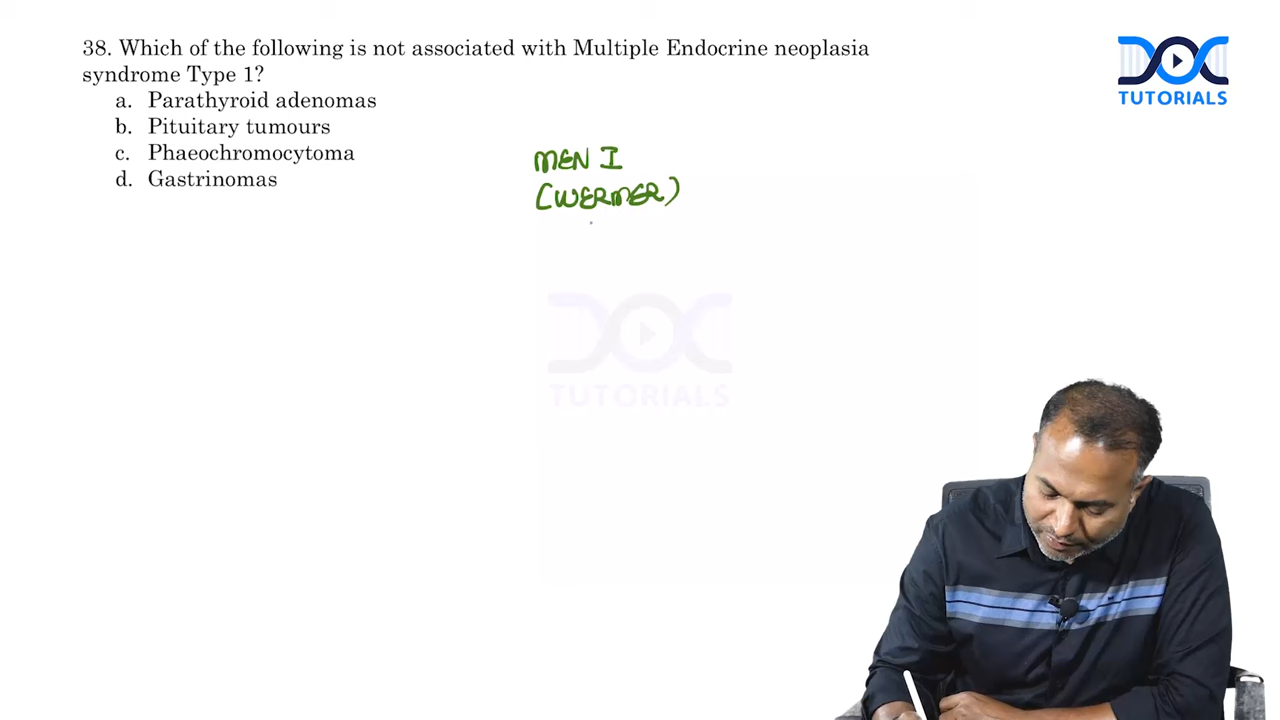 38. Which of the following is not associated with Multiple Endocrine neoplasia
syndrome Type 1?
a. Parathyroid adenomas
b. Pituitary tumours
c. Phaeochromocytoma
d. Gastrinomas
MEN I
(WERMER)
TUTORIALS
TUTORIALS